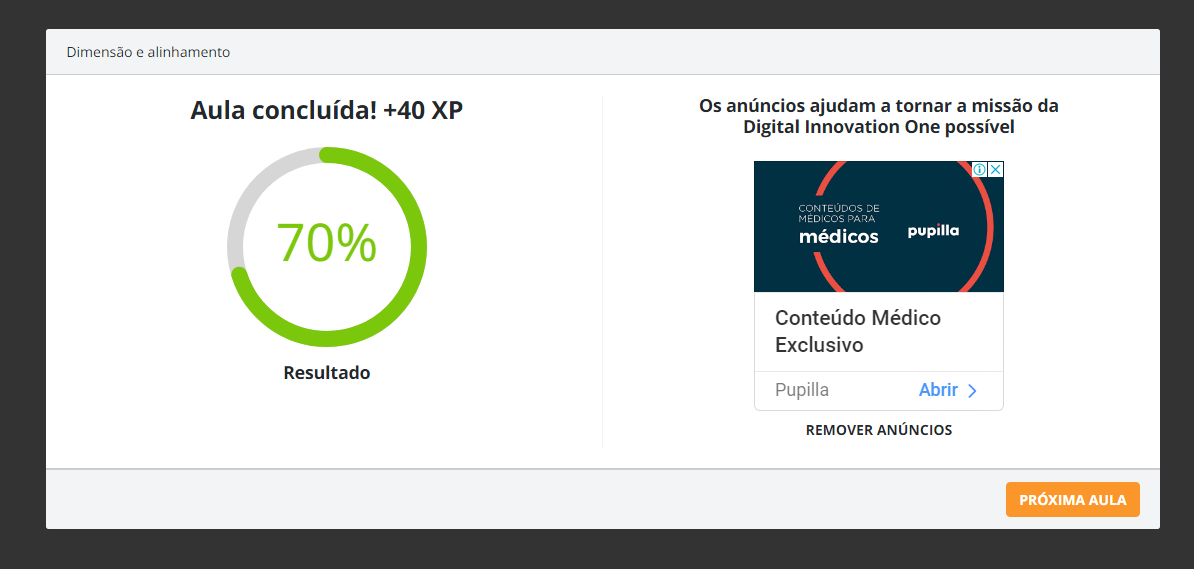 Dimensão e alinhamento
Aula concluída! +40 XP
70%
Resultado
Os anúncios ajudam a tornar a missão da
Digital Innovation One possível
CONTEÚDOS DE
MÉDICOS PARA
médicos
pupilla
Conteúdo Médico
Exclusivo
Pupilla
Abrir
REMOVER ANÚNCIOS
PRÓXIMA AULA